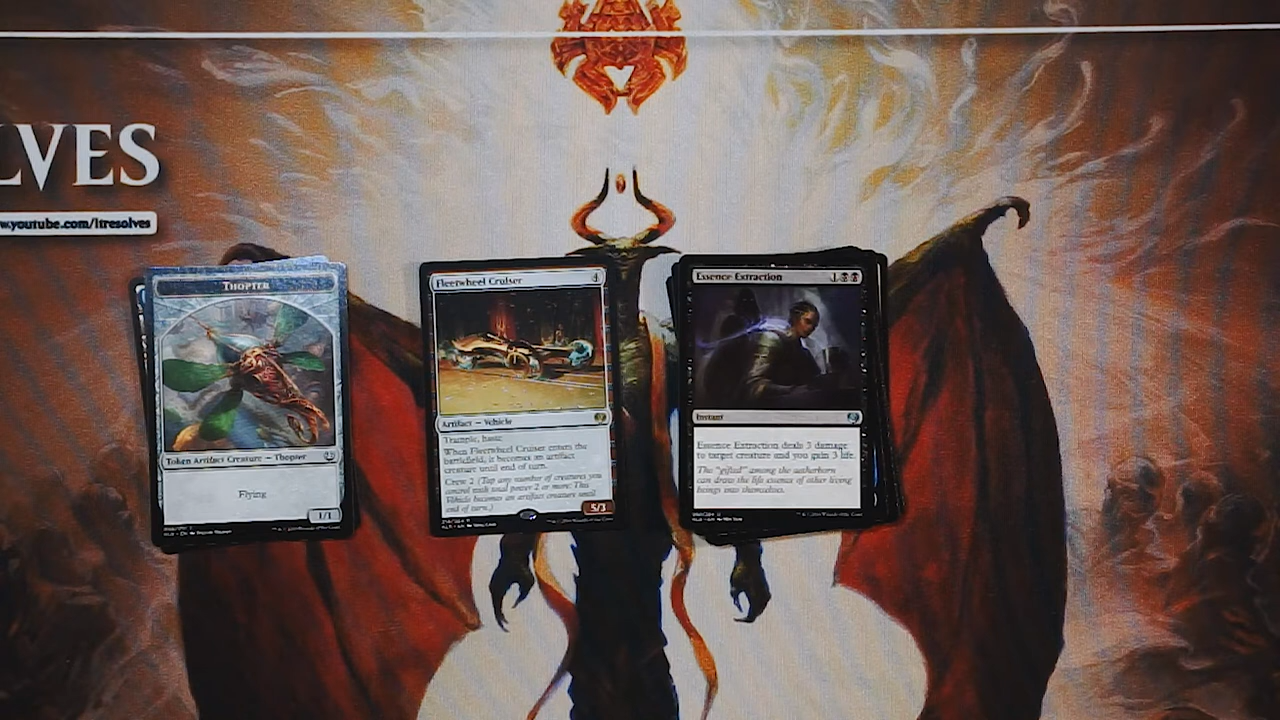 LVES
w.youtube.com/Itresolves
Thopter
Token Artifact Creature — Thopter
Flying
1/1
Fleetwheel Cruiser
4
Artifact — Vehicle
Trample, haste
When Fleetwheel Cruiser enters the
battlefield, it becomes an artifact
creature until end of turn.
Crew 2 (Tap any number of creatures you
control with total power 2 or more: This
Vehicle becomes an artifact creature until
end of turn.)
5/3
Essence Extraction
1
Instant
Essence Extraction deals 3 damage
to target creature and you gain 3 life.
The "gifted" among the aetherborn
can draw the life essence of other living
beings into themselves.